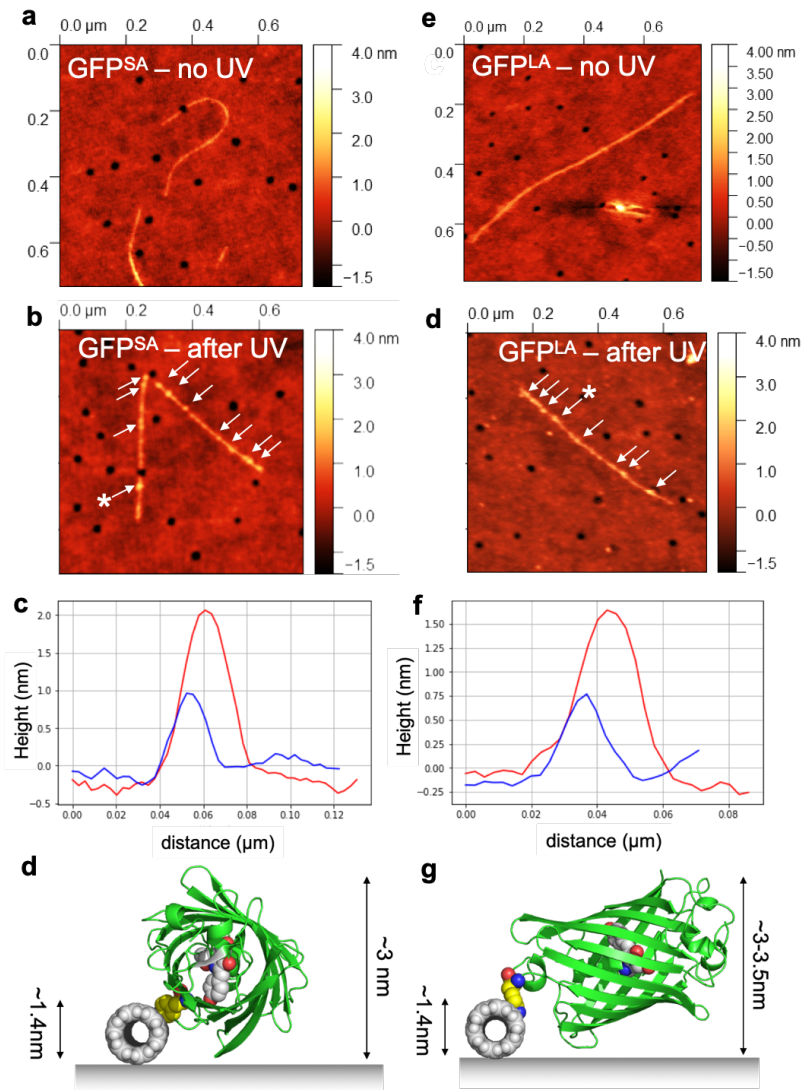 a
0.0 µm 0.2 0.4 0.6
0.0
0.2
0.4
0.6
GFPSA – no UV
4.0 nm
3.0
2.0
1.0
0.0
−1.5
e
0.0 µm 0.2 0.4 0.6
0.0
0.2
0.4
0.6
GFPLA – no UV
4.00 nm
3.50
3.00
2.50
2.00
1.50
1.00
0.50
0.00
−0.50
−1.00
−1.50
b
0.0 µm 0.2 0.4 0.6
GFPSA – after UV
*
4.0 nm
3.0
2.0
1.0
0.0
−1.5
d
0.0 µm 0.2 0.4 0.6
GFPLA – after UV
*
4.0 nm
3.0
2.0
1.0
0.0
−1.5
c
Height (nm)
2.0
1.5
1.0
0.5
0.0
−0.5
0.00 0.02 0.04 0.06 0.08 0.10 0.12
distance (µm)
f
Height (nm)
1.50
1.25
1.00
0.75
0.50
0.25
0.00
−0.25
0.00 0.02 0.04 0.06 0.08
distance (µm)
d
~1.4nm
~3 nm
g
~1.4nm
~3-3.5nm